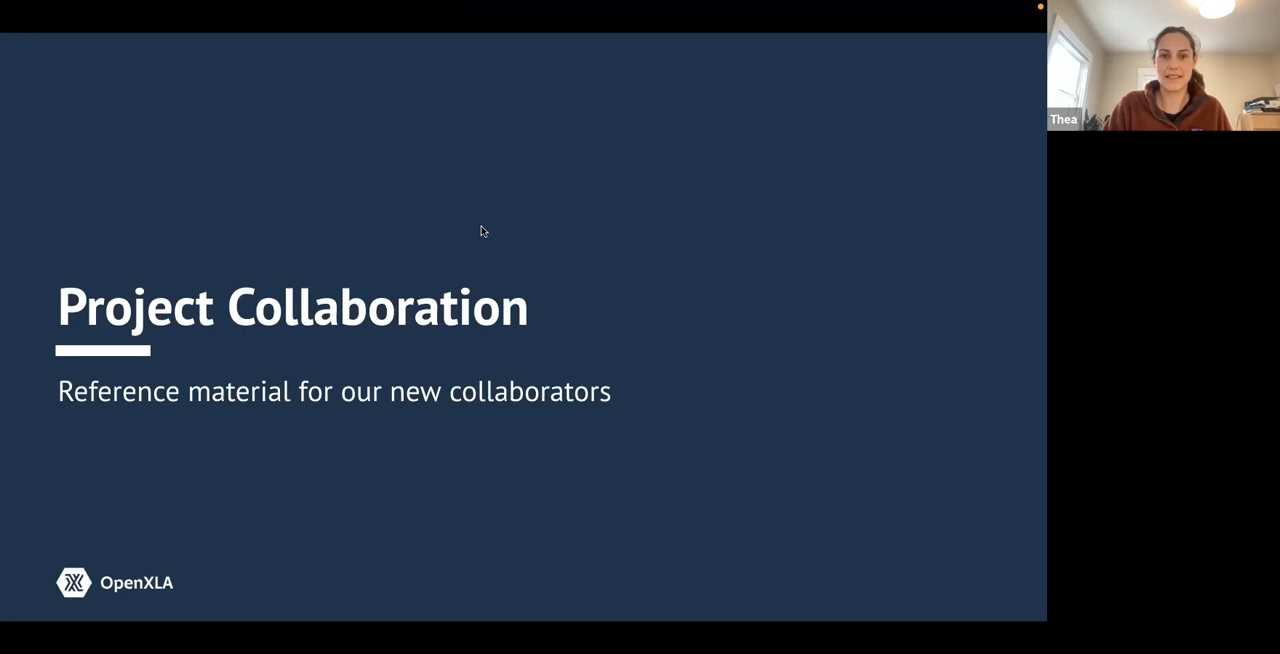 Thea
Project Collaboration
Reference material for our new collaborators
OpenXLA